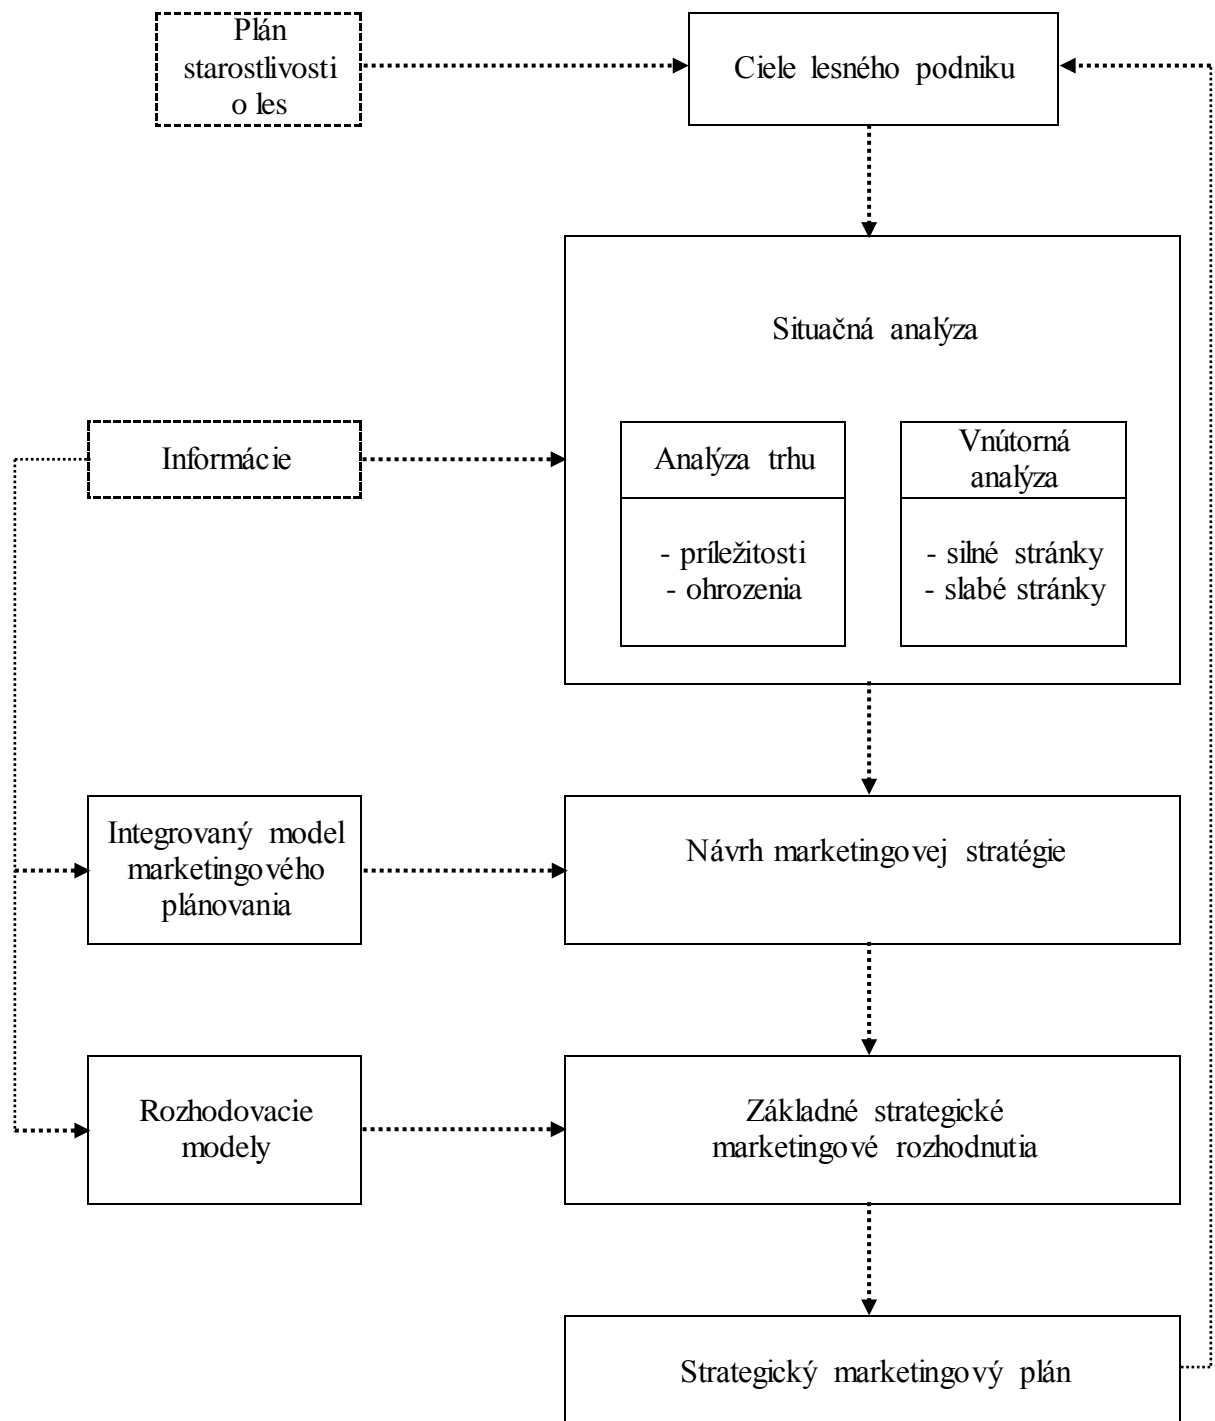 Plán
starostlivosti
o les
Ciele lesného podniku
Situačná analýza
Informácie
Analýza trhu
- príležitosti
- ohrozenia
Vnútorná
analýza
- silné stránky
- slabé stránky
Integrovaný model
marketingového
plánovania
Návrh marketingovej stratégie
Rozhodovacie
modely
Základné strategické
marketingové rozhodnutia
Strategický marketingový plán